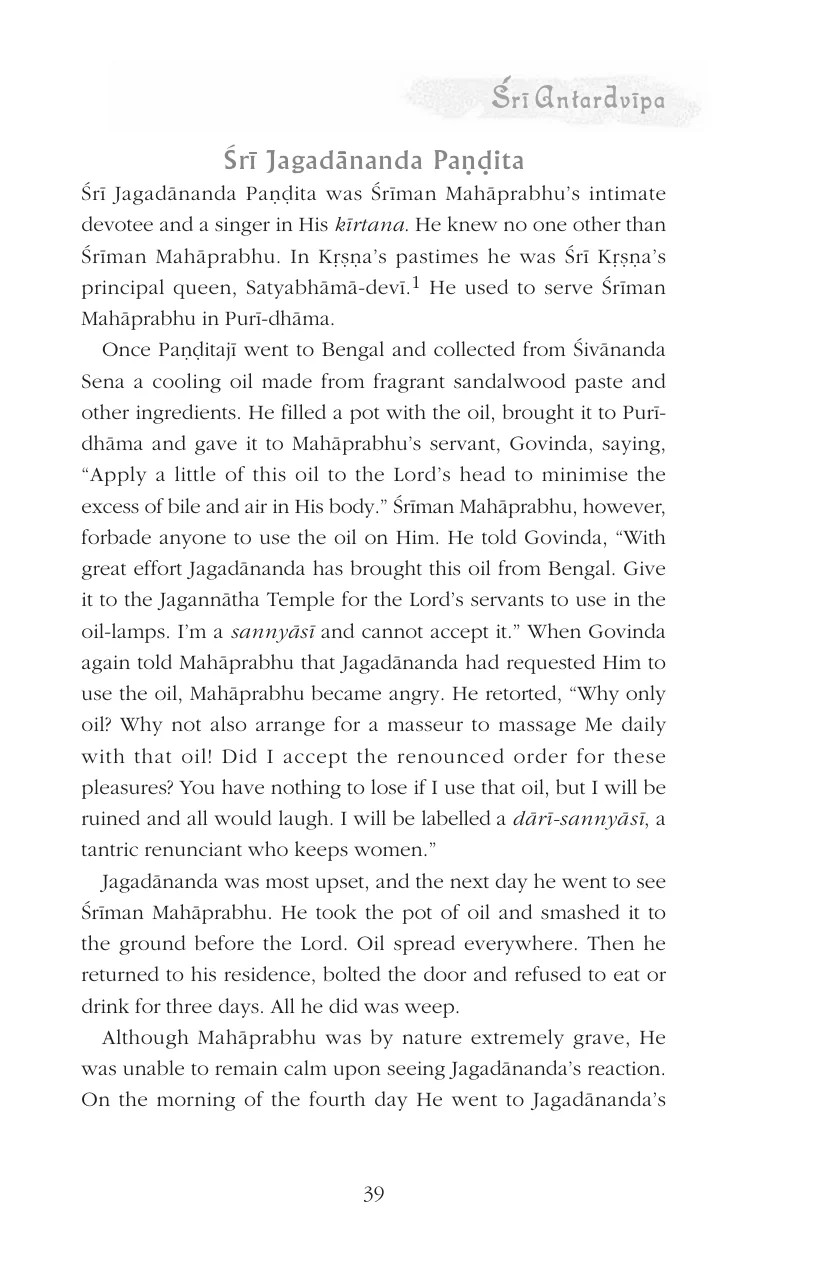 Śrī Antardvīpa
Śrī Jagadānanda Paṇḍita
Śrī Jagadānanda Paṇḍita was Śrīman Mahāprabhu’s intimate
devotee and a singer in His kīrtana. He knew no one other than
Śrīman Mahāprabhu. In Kṛṣṇa’s pastimes he was Śrī Kṛṣṇa’s
principal queen, Satyabhāmā-devī.1 He used to serve Śrīman
Mahāprabhu in Purī-dhāma.
Once Paṇḍitajī went to Bengal and collected from Śivānanda
Sena a cooling oil made from fragrant sandalwood paste and
other ingredients. He filled a pot with the oil, brought it to Purī-
dhāma and gave it to Mahāprabhu’s servant, Govinda, saying,
“Apply a little of this oil to the Lord’s head to minimise the
excess of bile and air in His body.” Śrīman Mahāprabhu, however,
forbade anyone to use the oil on Him. He told Govinda, “With
great effort Jagadānanda has brought this oil from Bengal. Give
it to the Jagannātha Temple for the Lord’s servants to use in the
oil-lamps. I’m a sannyāsī and cannot accept it.” When Govinda
again told Mahāprabhu that Jagadānanda had requested Him to
use the oil, Mahāprabhu became angry. He retorted, “Why only
oil? Why not also arrange for a masseur to massage Me daily
with that oil! Did I accept the renounced order for these
pleasures? You have nothing to lose if I use that oil, but I will be
ruined and all would laugh. I will be labelled a dārī-sannyāsī, a
tantric renunciant who keeps women.”
Jagadānanda was most upset, and the next day he went to see
Śrīman Mahāprabhu. He took the pot of oil and smashed it to
the ground before the Lord. Oil spread everywhere. Then he
returned to his residence, bolted the door and refused to eat or
drink for three days. All he did was weep.
Although Mahāprabhu was by nature extremely grave, He
was unable to remain calm upon seeing Jagadānanda’s reaction.
On the morning of the fourth day He went to Jagadānanda’s
39